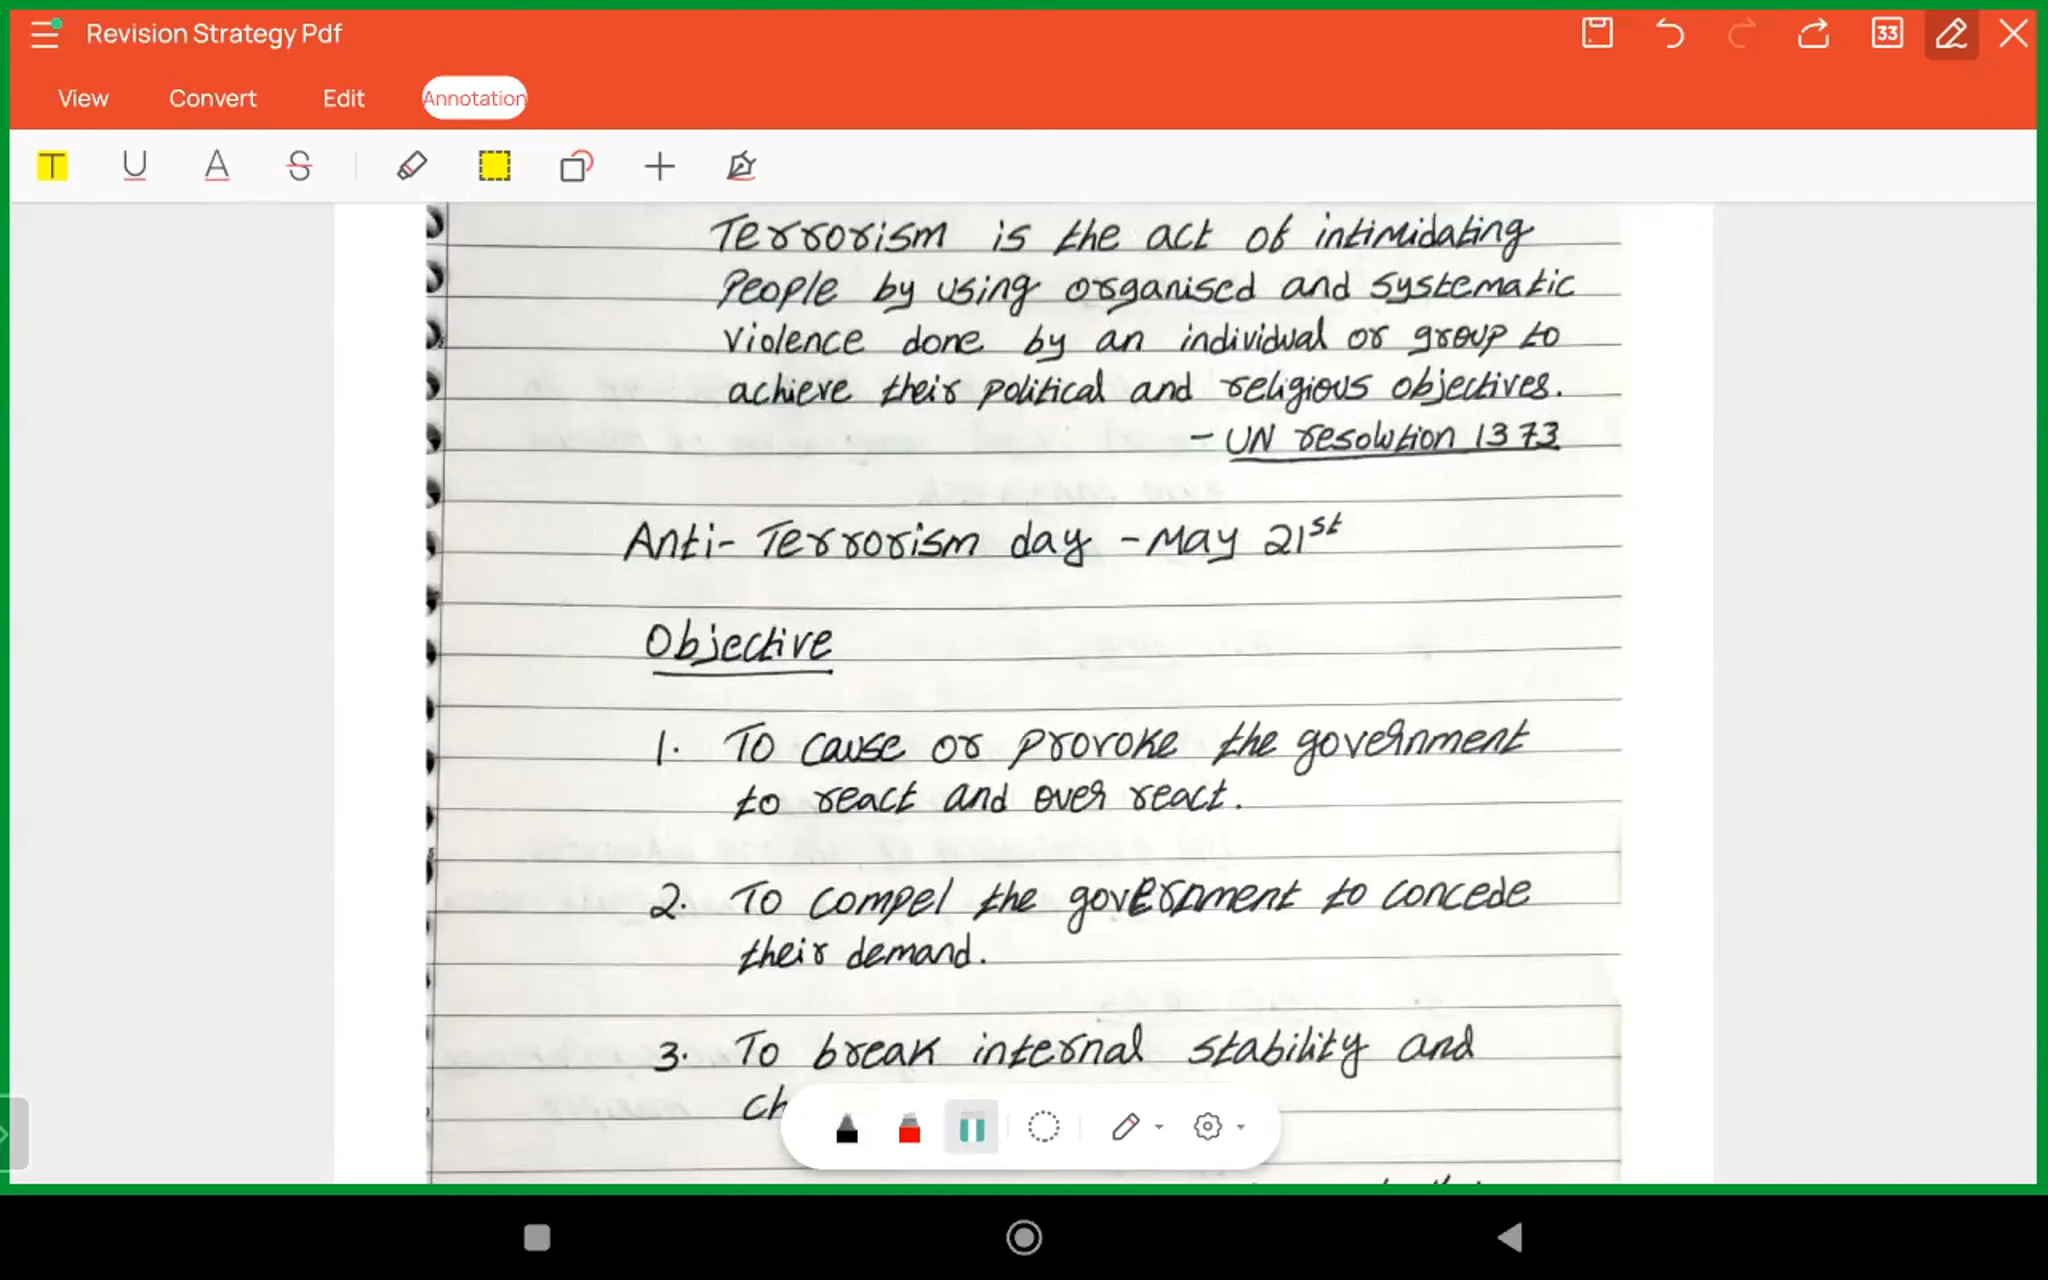 Revision Strategy Pdf
33
View Convert Edit Annotation
T U A S
Terrorism is the act of intimidating
People by using organised and systematic
violence done by an individual or group to
achieve their political and religious objectives.
- UN resolution 1373
Anti-Terrorism day - May 21st
Objective
1. To cause or provoke the government
to react and over react.
2. To compel the government to concede
their demand.
3. To break internal stability and